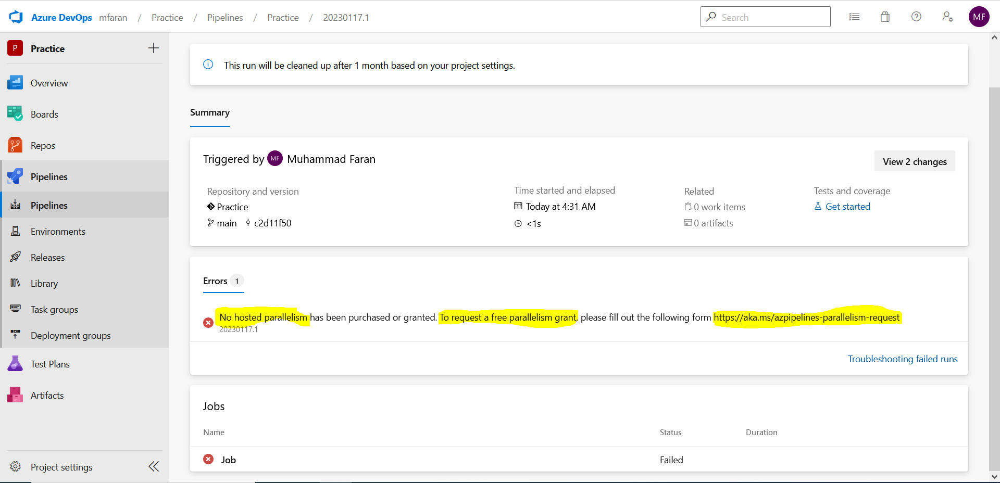 Azure DevOps mfaran / Practice / Pipelines / Practice / 20230117.1
Search
MF
P Practice
Overview
Boards
Repos
Pipelines
Pipelines
Environments
Releases
Library
Task groups
Deployment groups
Test Plans
Artifacts
Project settings
This run will be cleaned up after 1 month based on your project settings.
Summary
Triggered by MF Muhammad Faran
View 2 changes
Repository and version
Practice
main c2d11f50
Time started and elapsed
Today at 4:31 AM
<1s
Related
0 work items
0 artifacts
Tests and coverage
Get started
Errors 1
No hosted parallelism has been purchased or granted. To request a free parallelism grant, please fill out the following form https://aka.ms/azpipelines-parallelism-request
20230117.1
Troubleshooting failed runs
Jobs
Name Status Duration
Job Failed